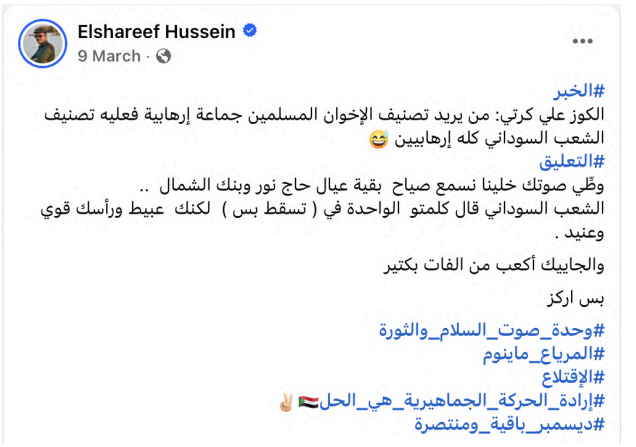 Elshareef Hussein
9 March ·
#الخبر
الكوز علي كرتي: من يريد تصنيف الإخوان المسلمين جماعة إرهابية فعليه تصنيف
الشعب السوداني كله إرهابيين 😅
#التعليق
وطِّي صوتك خلينا نسمع صياح بقية عيال حاج نور وبنك الشمال ..
الشعب السوداني قال كلمتو الواحدة في ( تسقط بس ) لكنك عبيط ورأسك قوي
وعنيد .
والجاييك أكعب من الفات بكتير
بس اركز
#وحدة_صوت_السلام_والثورة
#المرياع_ماينوم
#الإقتلاع
#إرادة_الحركة_الجماهيرية_هي_الحل🇸🇩✌🏼
#ديسمبر_باقية_ومنتصرة